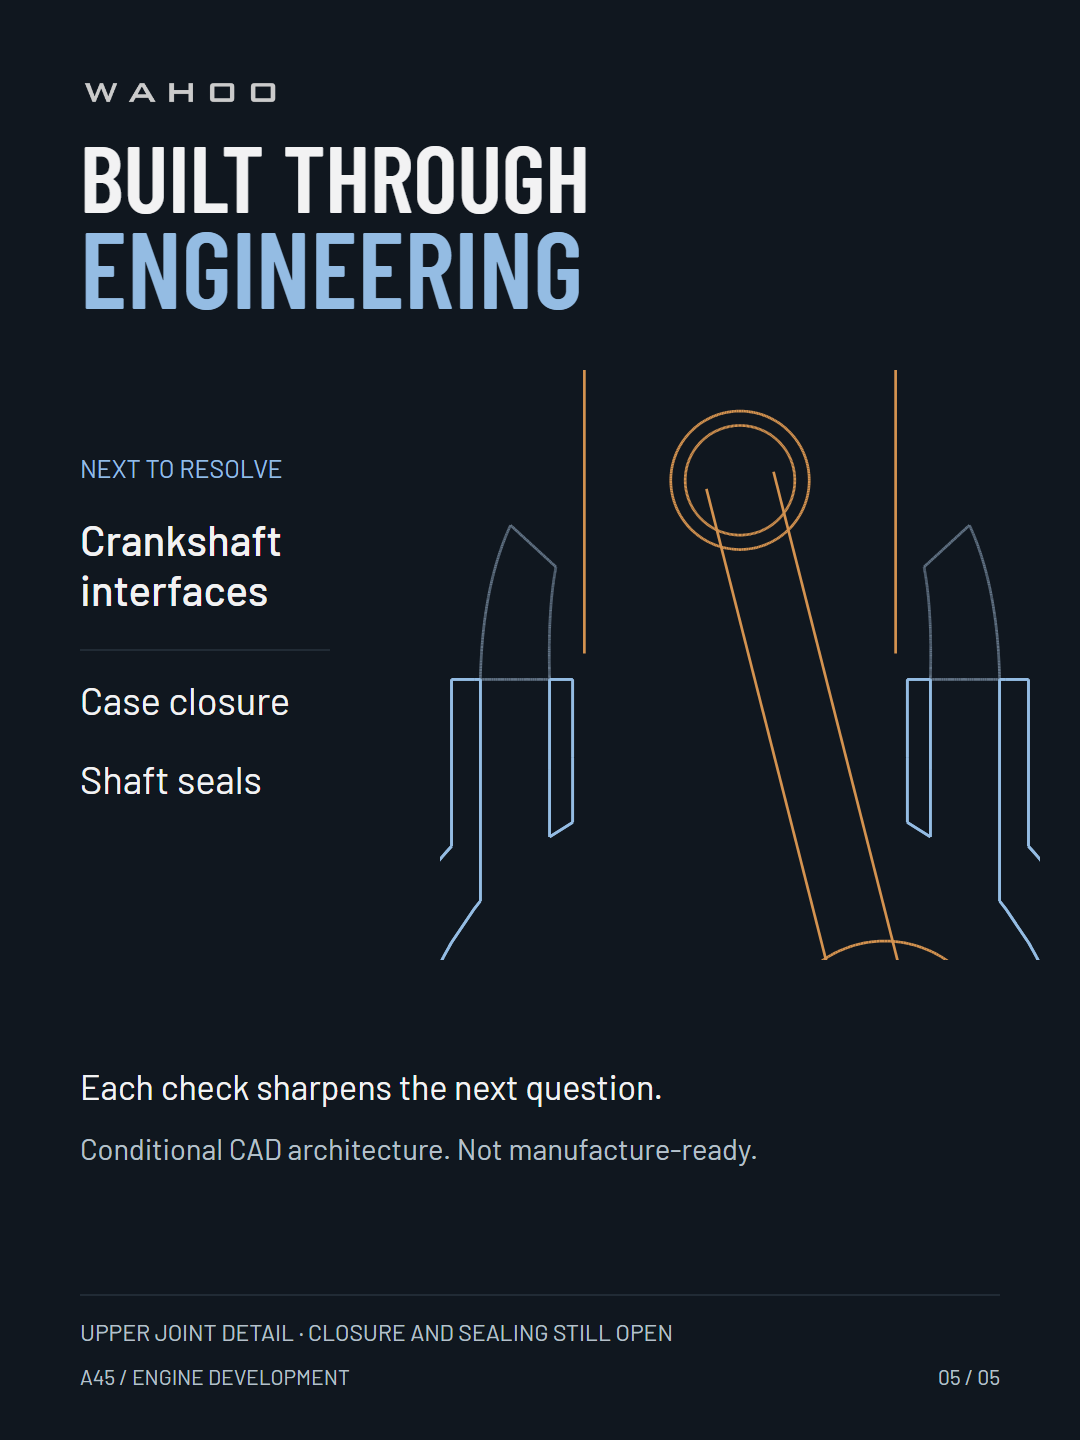 WAHOO
BUILT THROUGH
ENGINEERING
NEXT TO RESOLVE
Crankshaft
interfaces
Case closure
Shaft seals
Each check sharpens the next question.
Conditional CAD architecture. Not manufacture-ready.
UPPER JOINT DETAIL · CLOSURE AND SEALING STILL OPEN
A45 / ENGINE DEVELOPMENT
05 / 05